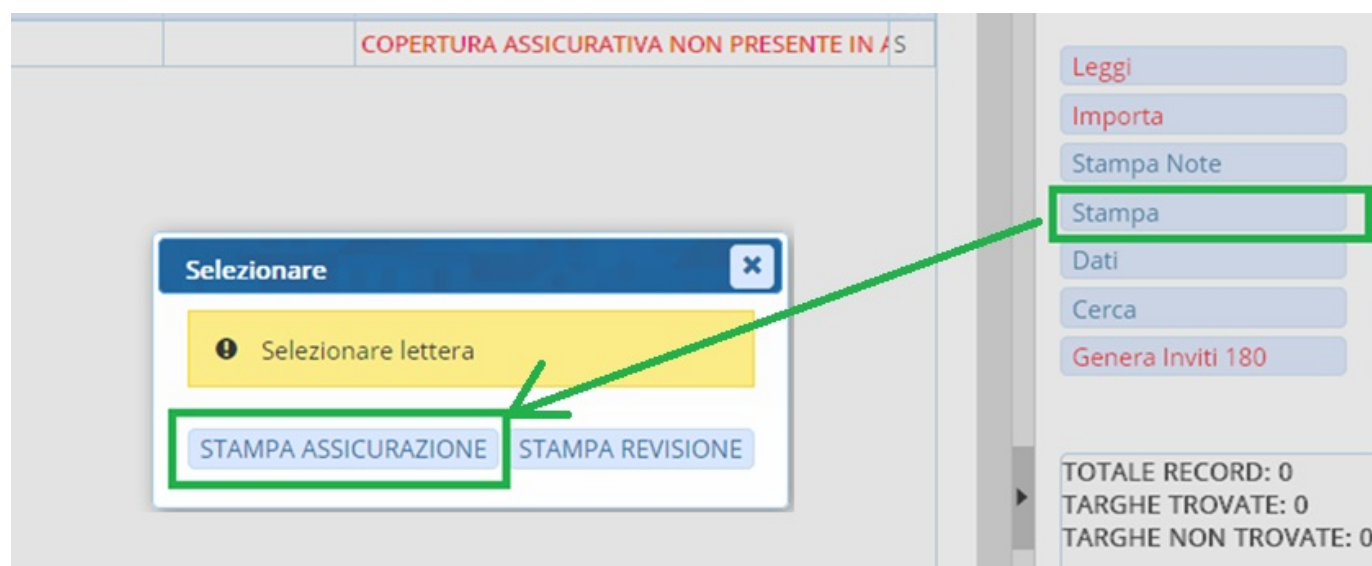 COPERTURA ASSICURATIVA NON PRESENTE IN
S
Leggi
Importa
Stampa Note
Stampa
Dati
Cerca
Genera Inviti 180
Selezionare
Selezionare lettera
STAMPA ASSICURAZIONE
STAMPA REVISIONE
TOTALE RECORD: 0
TARGHE TROVATE: 0
TARGHE NON TROVATE: 0